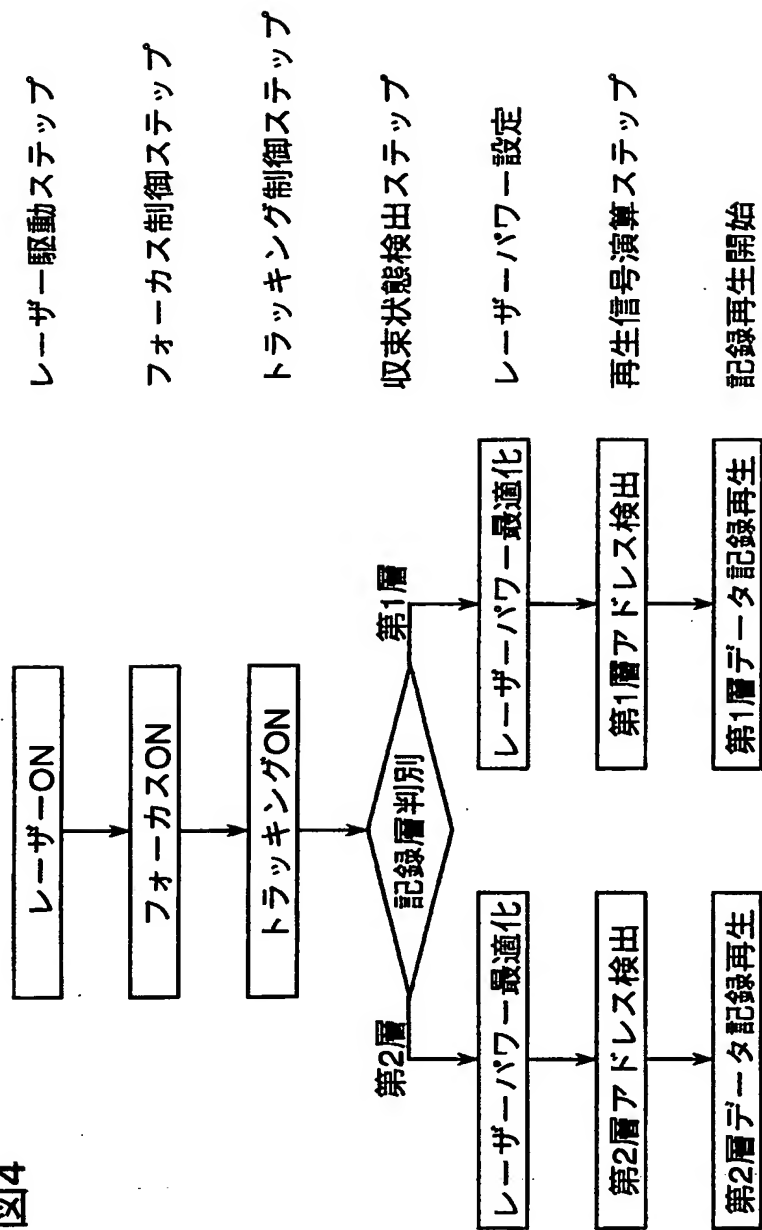 図4
レーザーON
レーザー駆動ステップ
フォーカスON
フォーカス制御ステップ
トラッキングON
トラッキング制御ステップ
第2層
記録層判別
第1層
収束状態検出ステップ
レーザーパワー最適化
レーザーパワー最適化
レーザーパワー設定
第2層アドレス検出
第1層アドレス検出
再生信号演算ステップ
第2層データ記録再生
第1層データ記録再生
記録再生開始